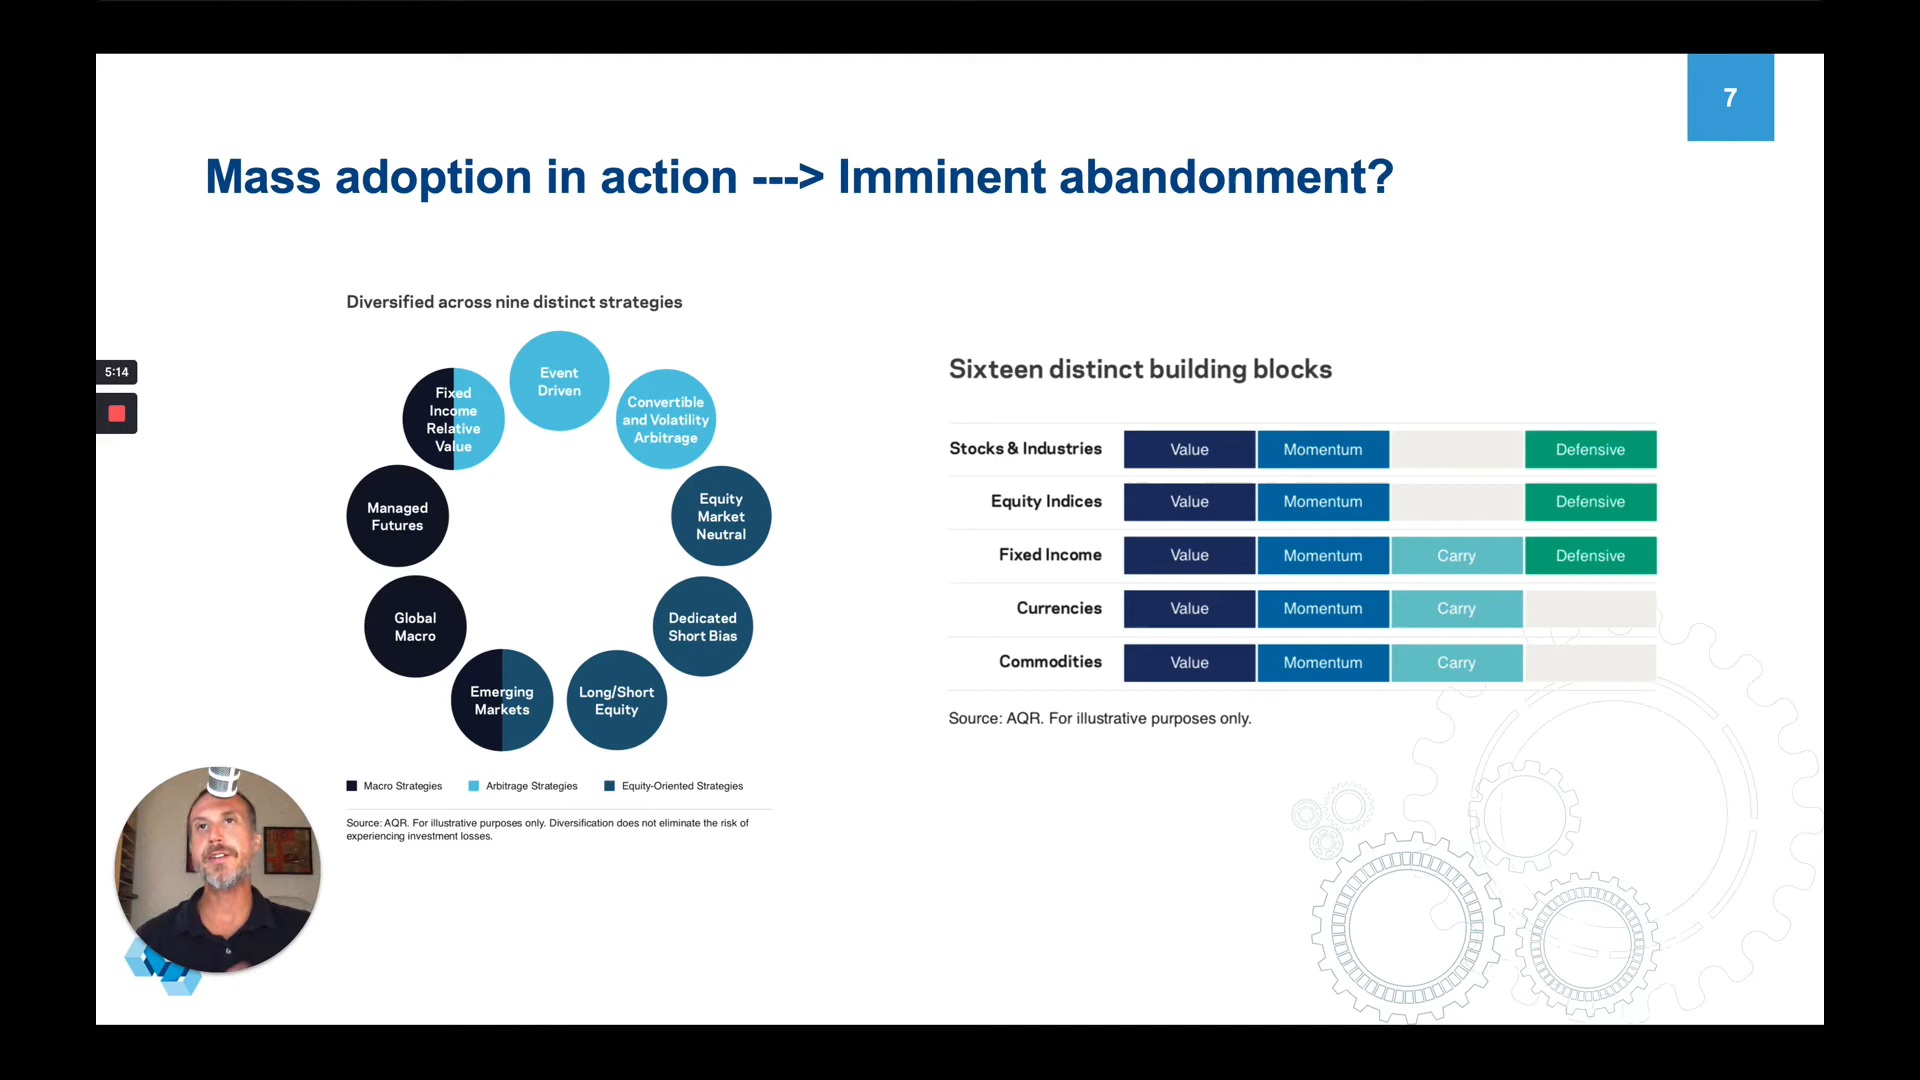 7
Mass adoption in action ---> Imminent abandonment?
Diversified across nine distinct strategies
Event
Driven
Convertible
and Volatility
Arbitrage
Equity
Market
Neutral
Dedicated
Short Bias
Long/Short
Equity
Emerging
Markets
Global
Macro
Managed
Futures
Fixed
Income
Relative
Value
Macro Strategies
Arbitrage Strategies
Equity-Oriented Strategies
Source: AQR. For illustrative purposes only. Diversification does not eliminate the risk of
experiencing investment losses.
Sixteen distinct building blocks
Stocks & Industries Value Momentum Defensive
Equity Indices Value Momentum Defensive
Fixed Income Value Momentum Carry Defensive
Currencies Value Momentum Carry
Commodities Value Momentum Carry
Source: AQR. For illustrative purposes only.
5:14